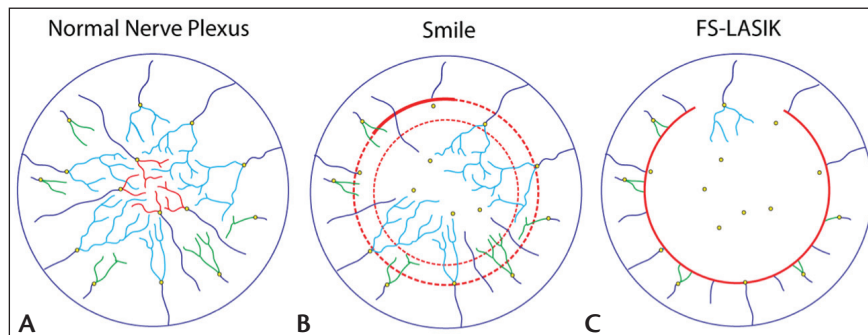 Normal Nerve Plexus
Smile
FS-LASIK
A
B
C